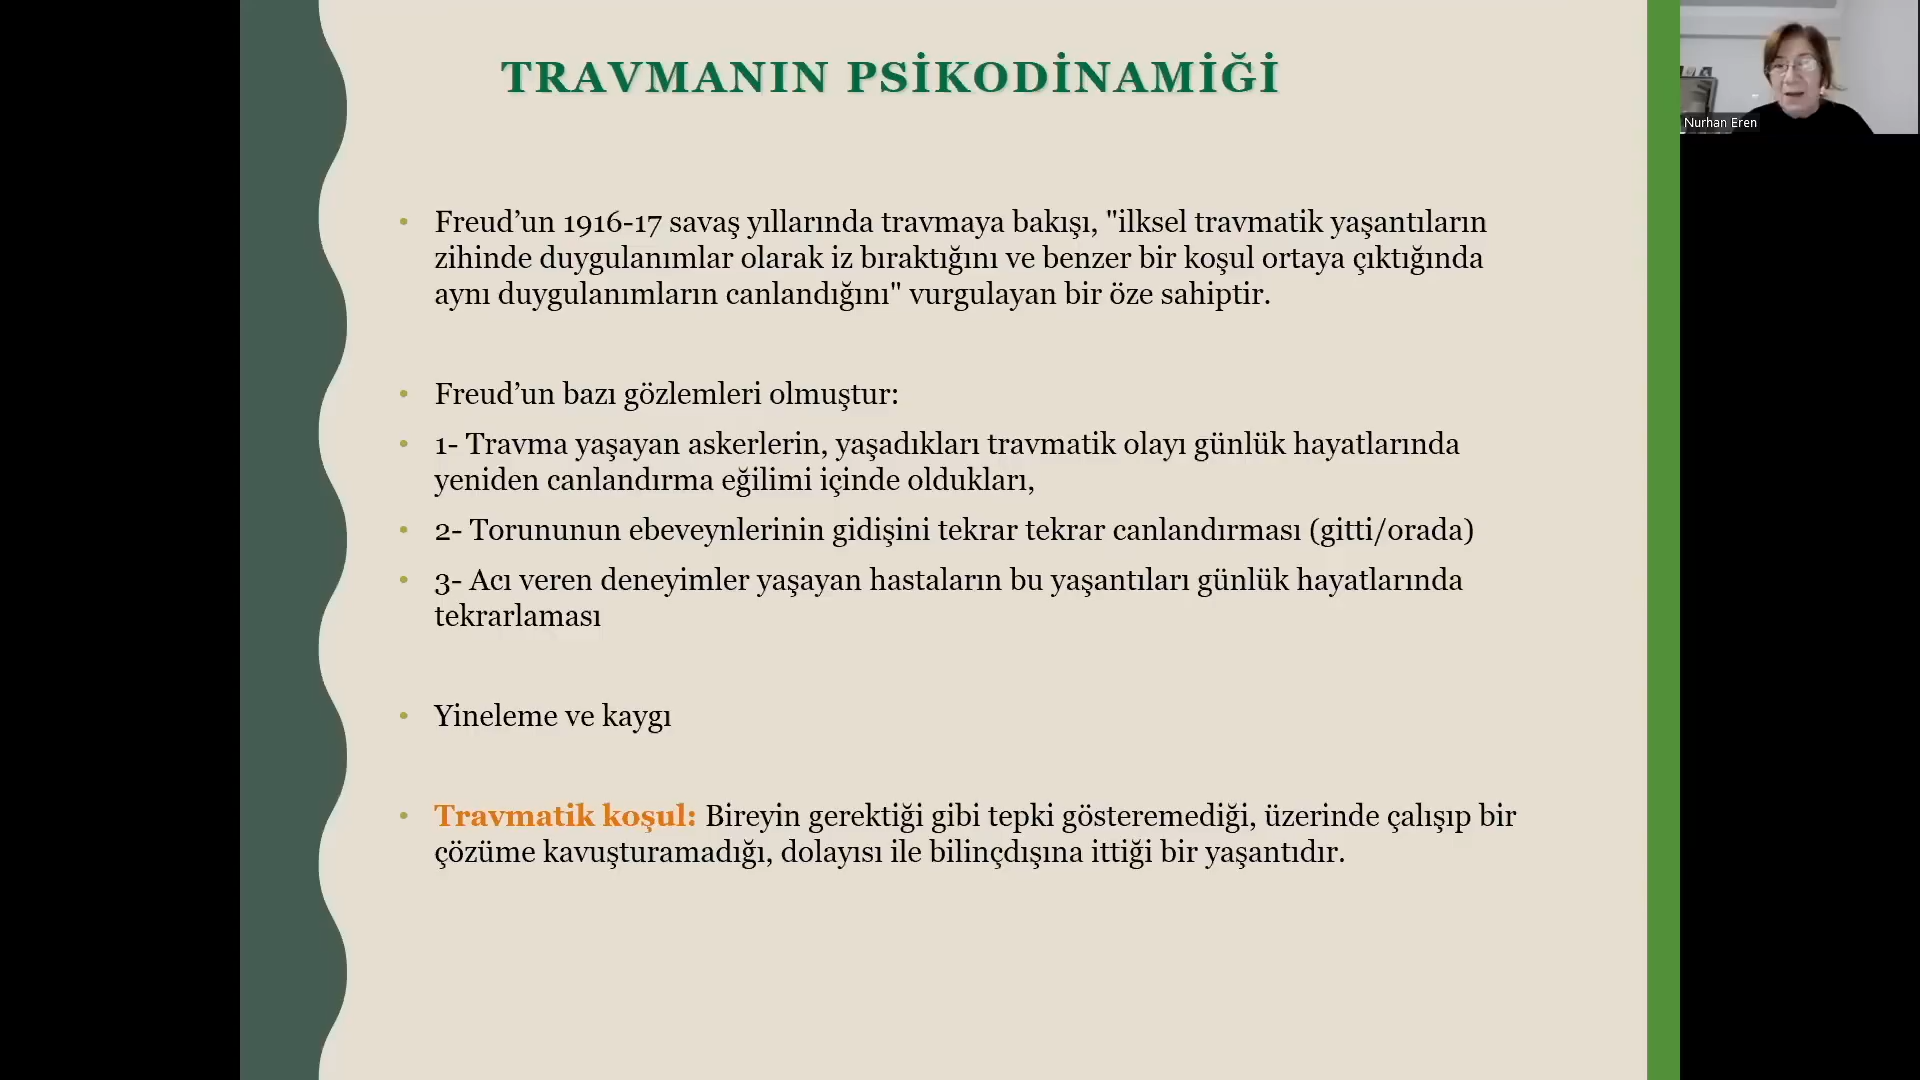 TRAVMANIN PSİKODİNAMİĞİ
Nurhan Eren
• Freud’un 1916-17 savaş yıllarında travmaya bakışı, "ilksel travmatik yaşantıların
zihinde duygulanımlar olarak iz bıraktığını ve benzer bir koşul ortaya çıktığında
aynı duygulanımların canlandığını" vurgulayan bir öze sahiptir.
• Freud’un bazı gözlemleri olmuştur:
• 1- Travma yaşayan askerlerin, yaşadıkları travmatik olayı günlük hayatlarında
yeniden canlandırma eğilimi içinde oldukları,
• 2- Torununun ebeveynlerinin gidişini tekrar tekrar canlandırması (gitti/orada)
• 3- Acı veren deneyimler yaşayan hastaların bu yaşantıları günlük hayatlarında
tekrarlaması
• Yineleme ve kaygı
• Travmatik koşul: Bireyin gerektiği gibi tepki gösteremediği, üzerinde çalışıp bir
çözüme kavuşturamadığı, dolayısı ile bilinçdışına ittiği bir yaşantıdır.